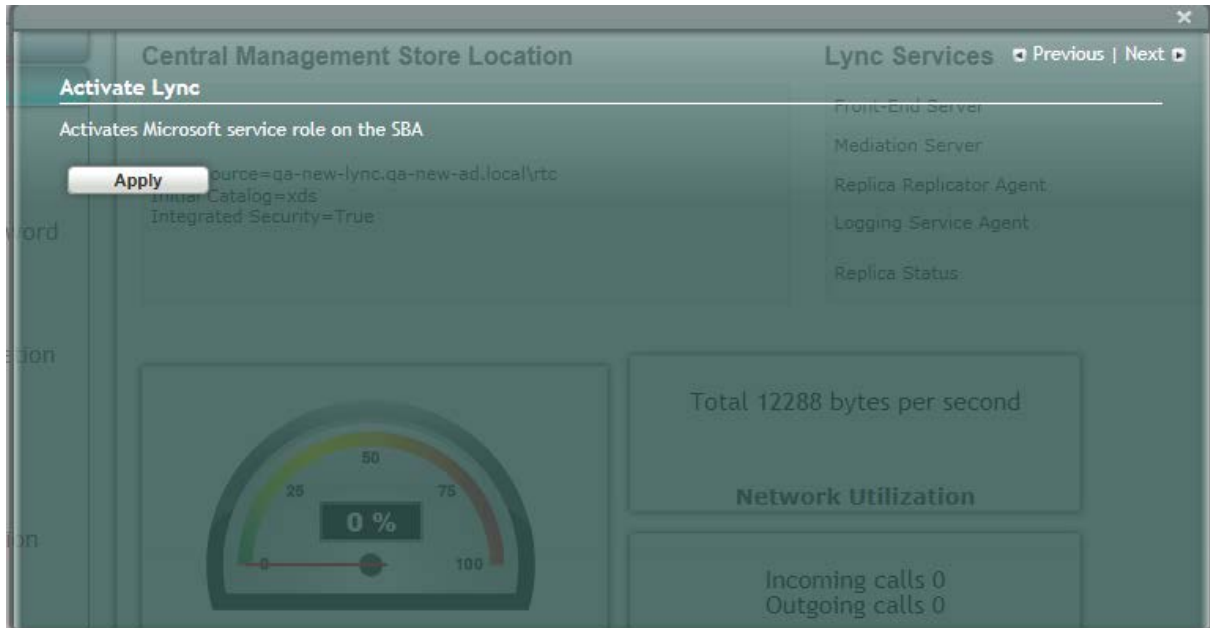 Central Management Store Location
Lync Services
Previous | Next
Activate Lync
Activates Microsoft service role on the SBA
Apply
ource=qa-new-lync.qa-new-ad.local\rtc
Initial Catalog=xds
Integrated Security=True
Front-End Server
Mediation Server
Replica Replicator Agent
Logging Service Agent
Replica Status
word
ation
ion
0
25
50
75
100
0 %
Total 12288 bytes per second
Network Utilization
Incoming calls 0
Outgoing calls 0